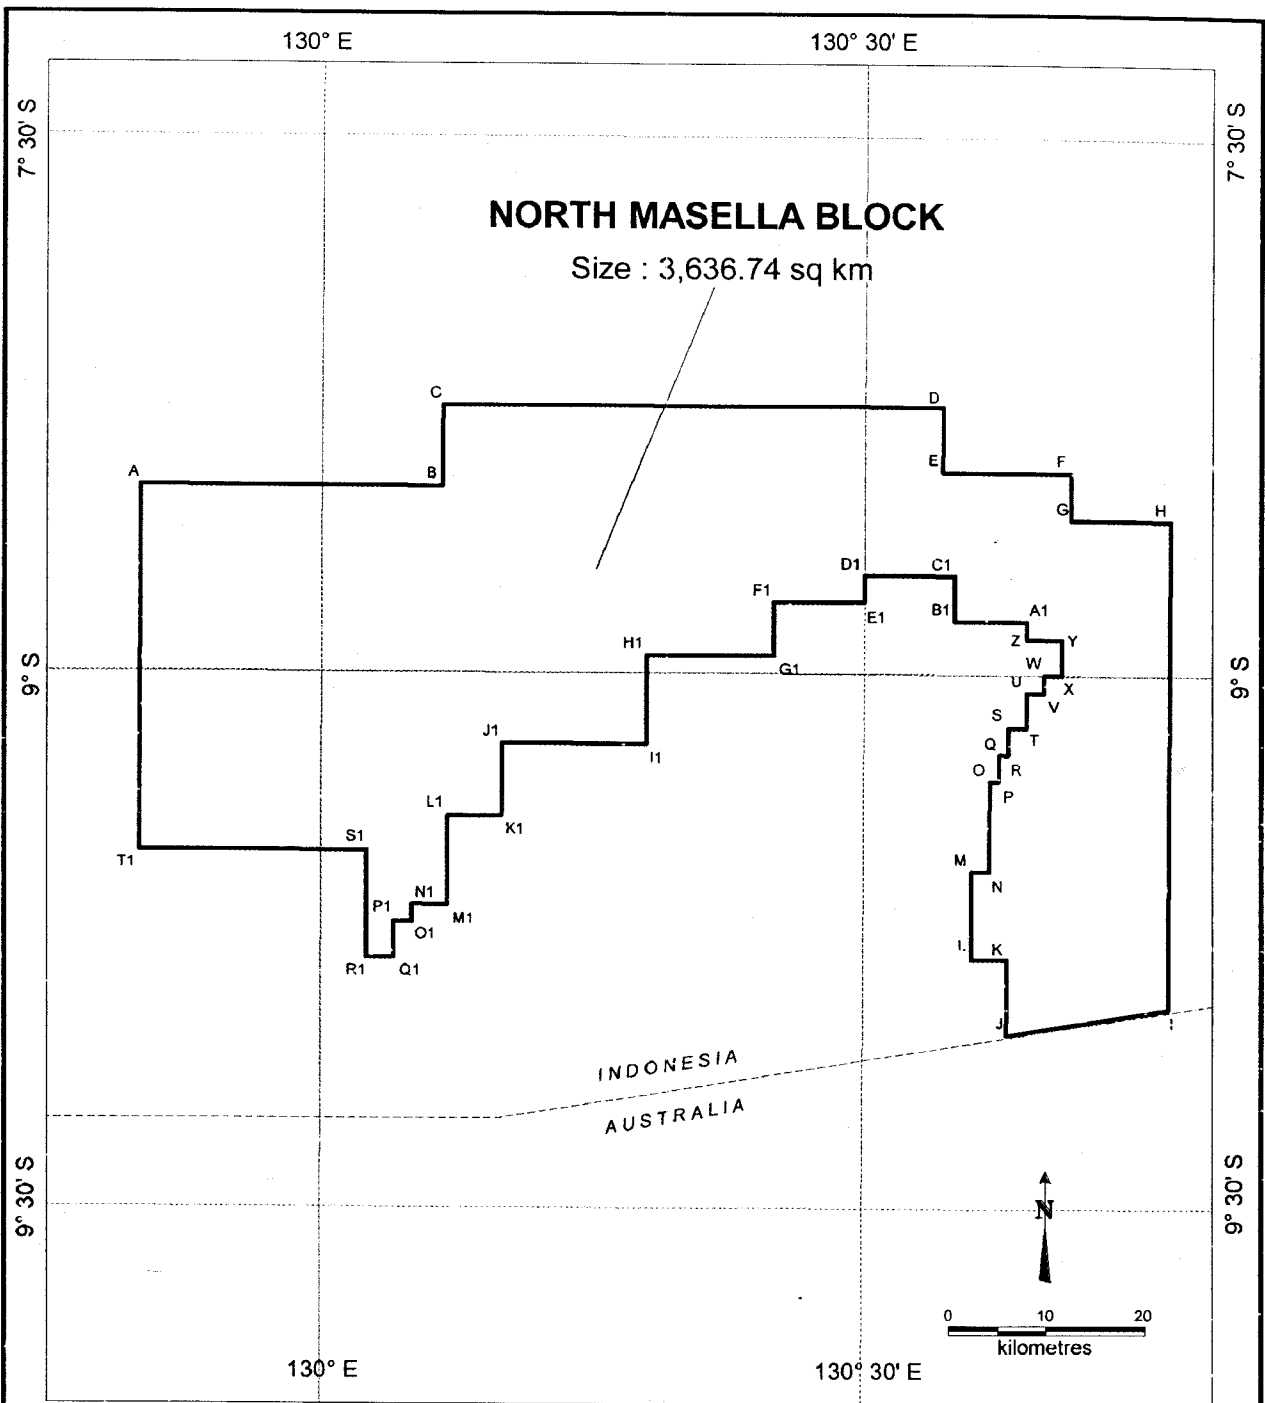 130° E 130° 30' E
7° 30' S 7° 30' S
NORTH MASELLA BLOCK
Size : 3,636.74 sq km
C D
A B E F
G H
D1 C1
F1 E1 B1 A1
H1 G1 Z Y
9° S W 9° S
U X
V
J1 I1 S T
Q R
O P
L1 K1
S1
T1 M N
P1 N1 M1
O1
R1 Q1 L K
J I
INDONESIA
AUSTRALIA
9° 30' S N 9° 30' S
0 10 20
kilometres
130° E 130° 30' E